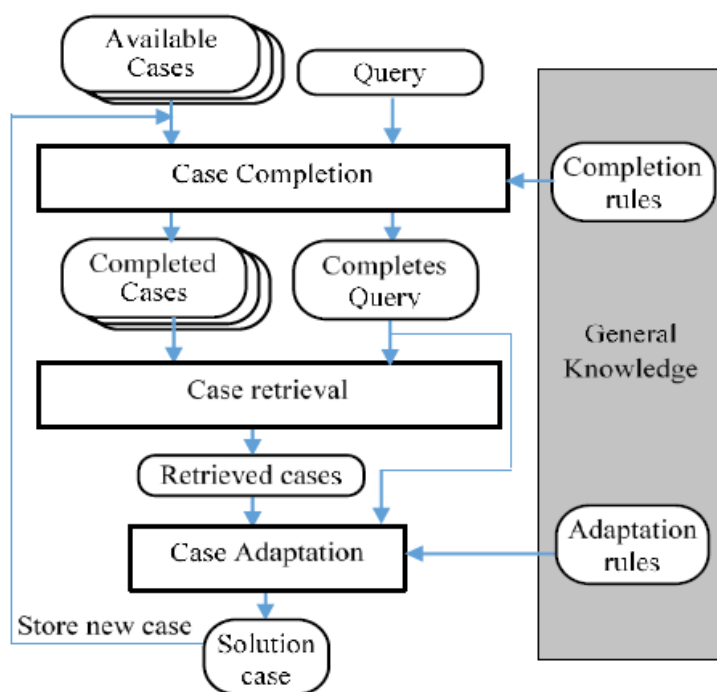 Available
Cases
Query
Case Completion
Completion
rules
Completed
Cases
Completes
Query
General
Knowledge
Case retrieval
Retrieved cases
Case Adaptation
Adaptation
rules
Store new case
Solution
case